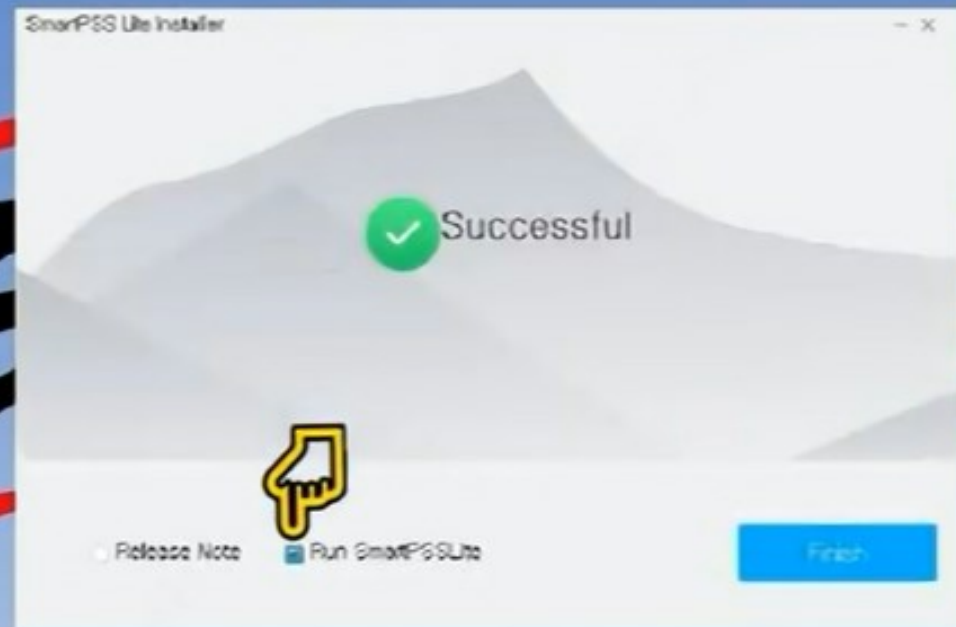 SmartPSS Lite Installer
Successful
Release Note
Run SmartPSSLite
Finish